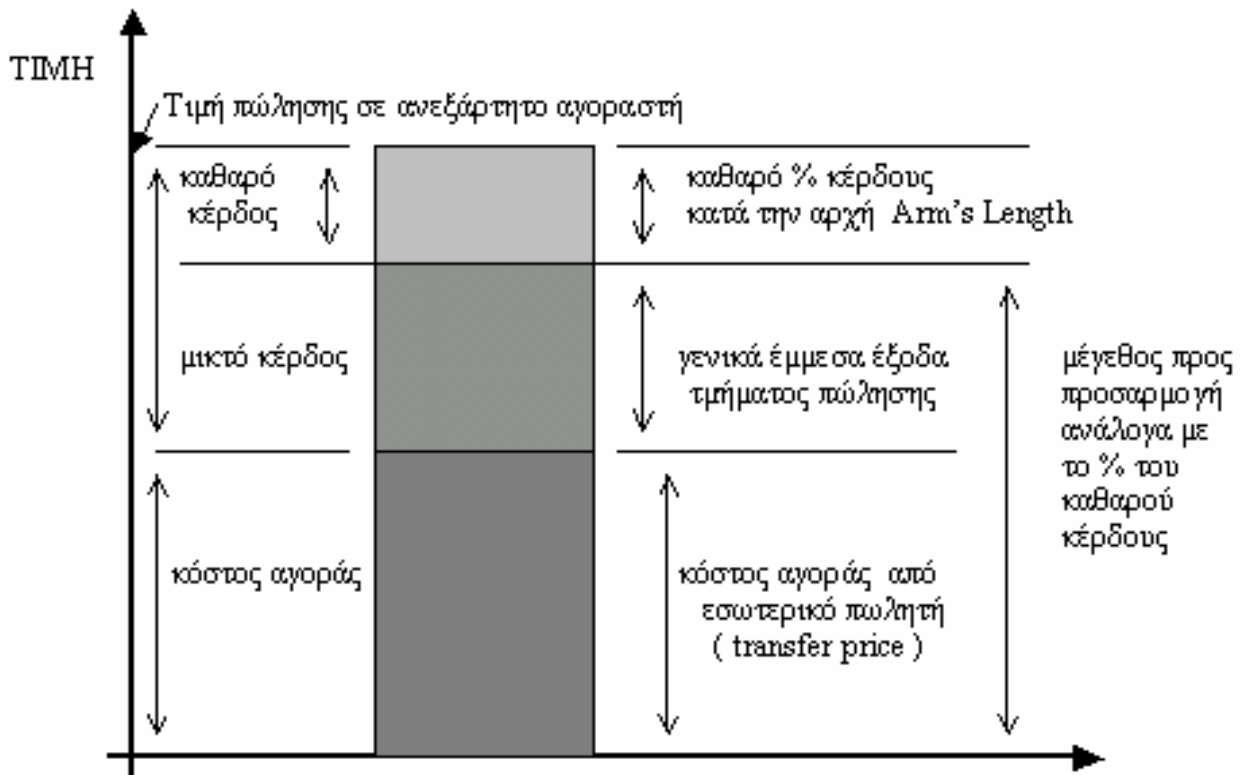 ΤΙΜΗ
Τιμή πώλησης σε ανεξάρτητο αγοραστή
καθαρό
κέρδος
καθαρό % κέρδους
κατά την αρχή Arm's Length
μικτό κέρδος
γενικά έμμεσα έξοδα
τμήματος πώλησης
μέγεθος προς
προσαρμογή
ανάλογα με
το % του
καθαρού
κέρδους
κόστος αγοράς
κόστος αγοράς από
εσωτερικό πωλητή
( transfer price )